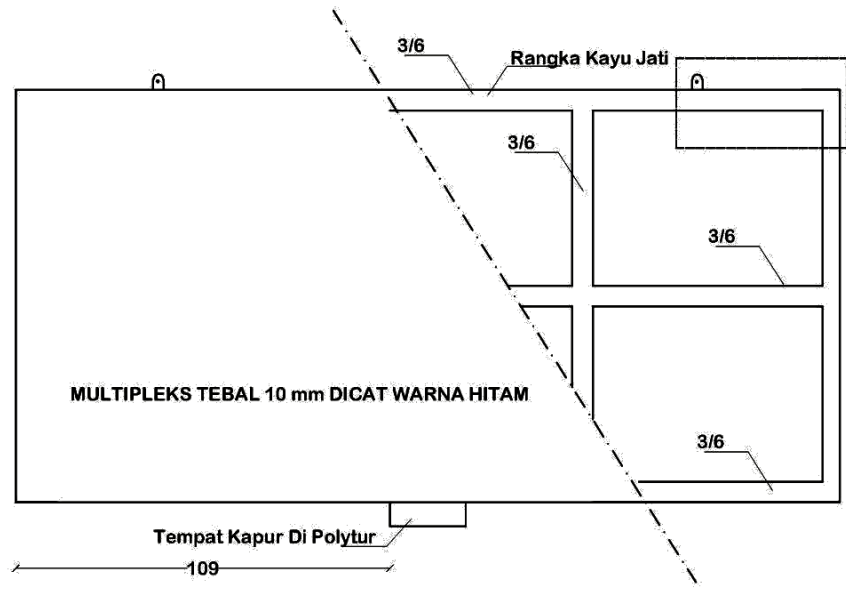 3/6
Rangka Kayu Jati
3/6
3/6
MULTIPLEKS TEBAL 10 mm DICAT WARNA HITAM
3/6
Tempat Kapur Di Polytur
109